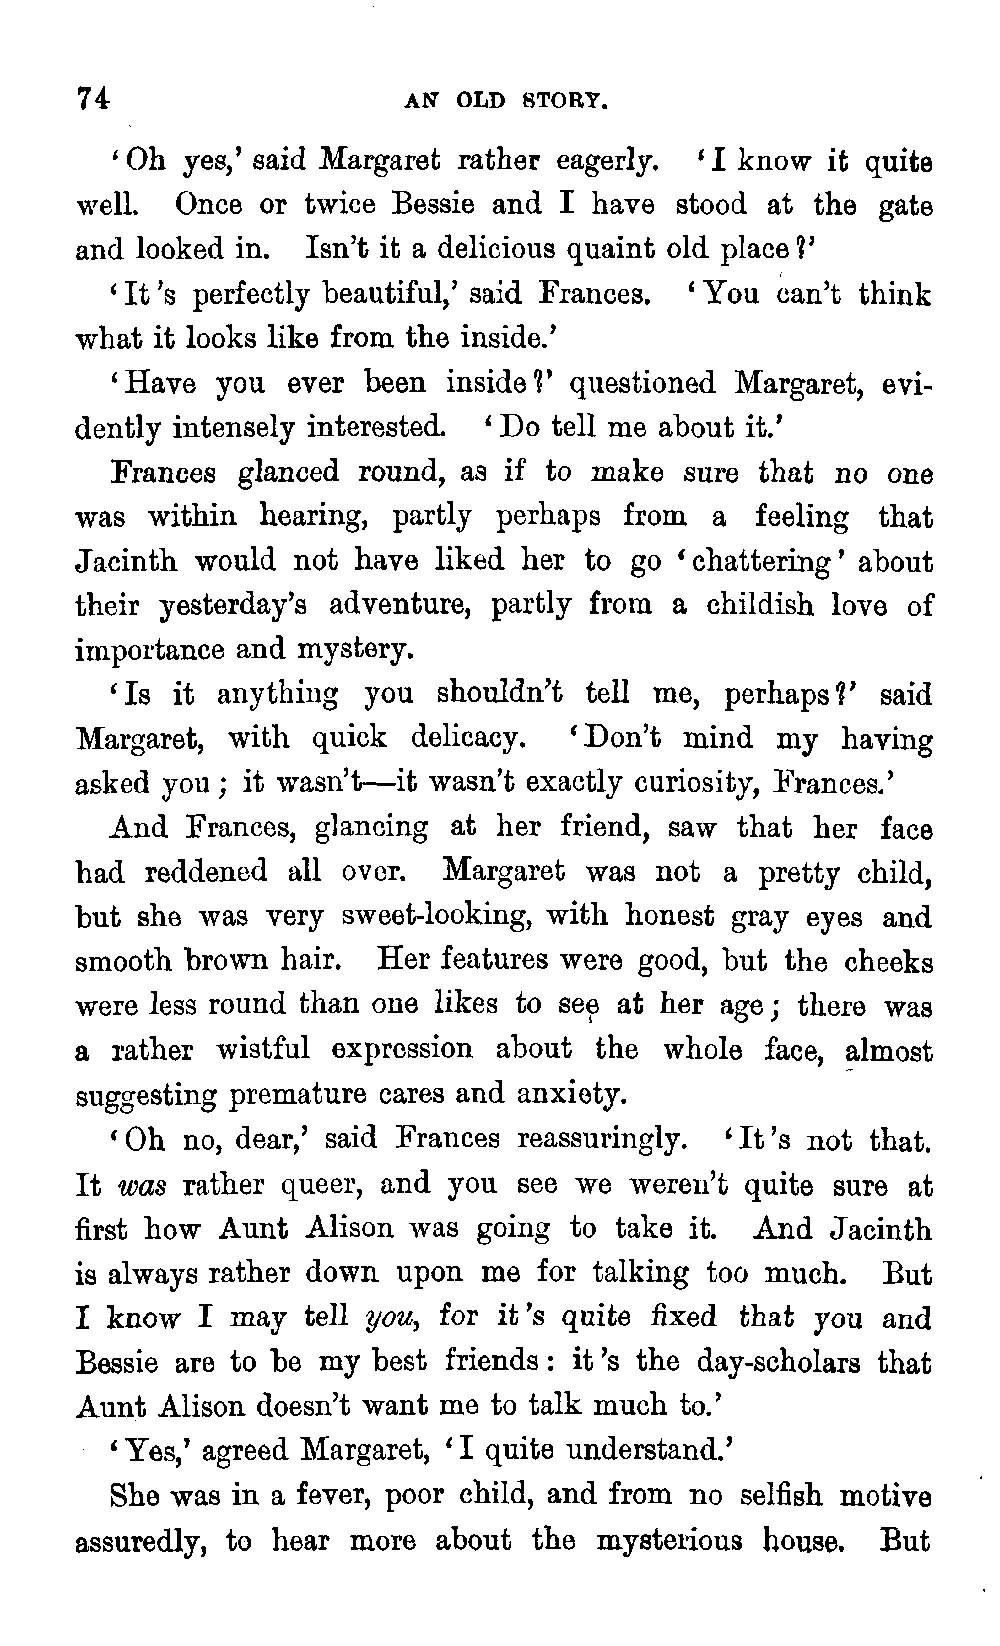 74 AN OLD STORY.
‘Oh yes,’ said Margaret rather eagerly. ‘I know it quite
well. Once or twice Bessie and I have stood at the gate
and looked in. Isn’t it a delicious quaint old place?’
‘It’s perfectly beautiful,’ said Frances. ‘You can’t think
what it looks like from the inside.’
‘Have you ever been inside?’ questioned Margaret, evi-
dently intensely interested. ‘Do tell me about it.’
Frances glanced round, as if to make sure that no one
was within hearing, partly perhaps from a feeling that
Jacinth would not have liked her to go ‘chattering’ about
their yesterday’s adventure, partly from a childish love of
importance and mystery.
‘Is it anything you shouldn’t tell me, perhaps?’ said
Margaret, with quick delicacy. ‘Don’t mind my having
asked you; it wasn’t—it wasn’t exactly curiosity, Frances.’
And Frances, glancing at her friend, saw that her face
had reddened all over. Margaret was not a pretty child,
but she was very sweet-looking, with honest gray eyes and
smooth brown hair. Her features were good, but the cheeks
were less round than one likes to see at her age; there was
a rather wistful expression about the whole face, almost
suggesting premature cares and anxiety.
‘Oh no, dear,’ said Frances reassuringly. ‘It’s not that.
It was rather queer, and you see we weren’t quite sure at
first how Aunt Alison was going to take it. And Jacinth
is always rather down upon me for talking too much. But
I know I may tell you, for it’s quite fixed that you and
Bessie are to be my best friends: it’s the day-scholars that
Aunt Alison doesn’t want me to talk much to.’
‘Yes,’ agreed Margaret, ‘I quite understand.’
She was in a fever, poor child, and from no selfish motive
assuredly, to hear more about the mysterious house. But